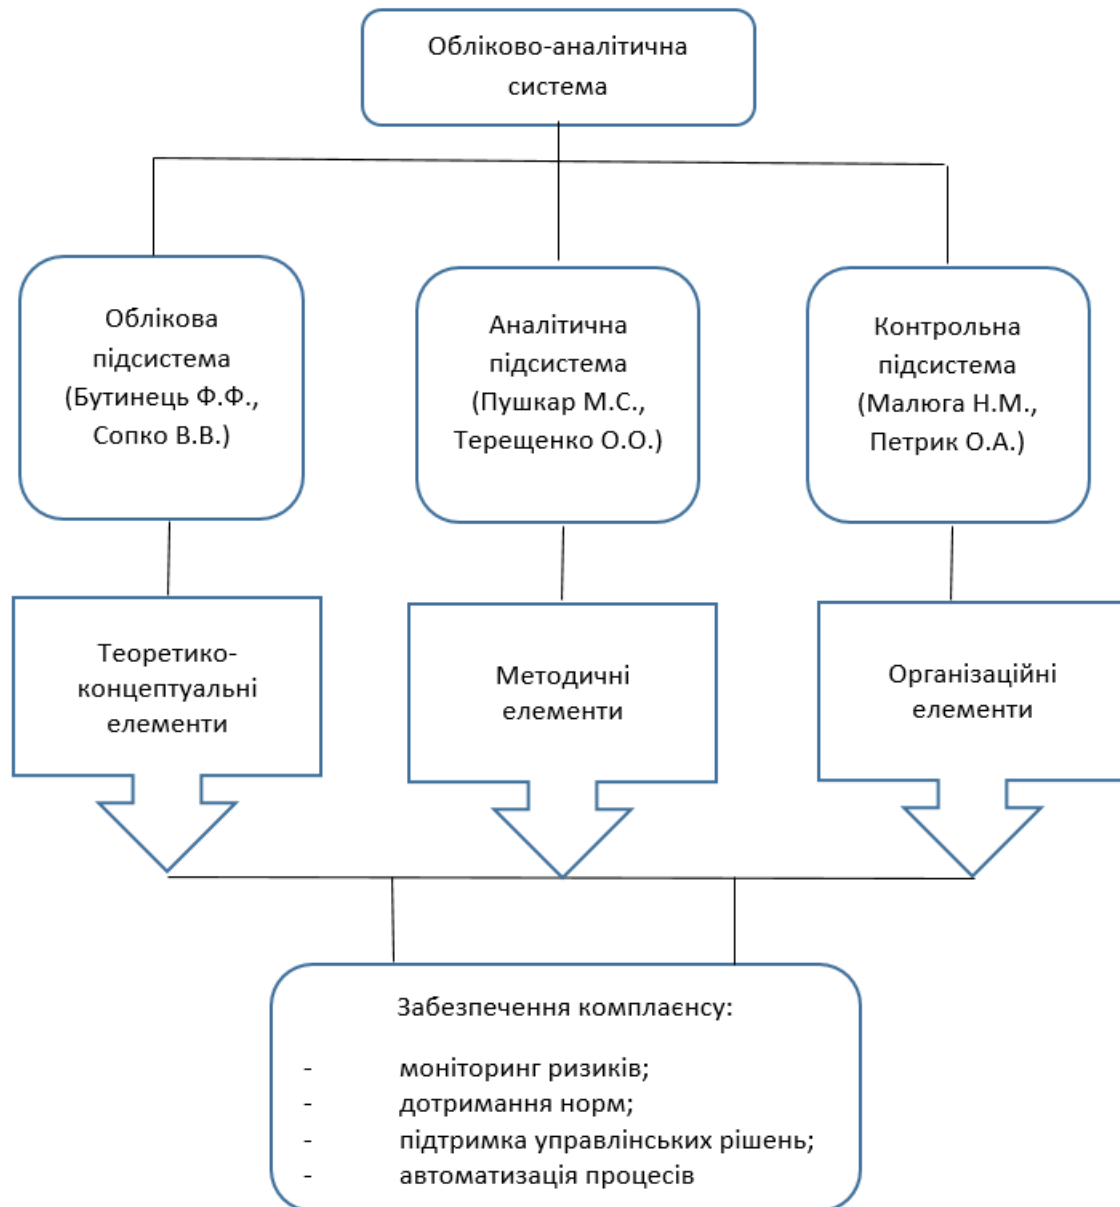 Обліково-аналітична
система
Облікова
підсистема
(Бутинець Ф.Ф.,
Сопко В.В.)
Аналітична
підсистема
(Пушкар М.С.,
Терещенко О.О.)
Контрольна
підсистема
(Малюга Н.М.,
Петрик О.А.)
Теоретико-
концептуальні
елементи
Методичні
елементи
Організаційні
елементи
Забезпечення комплаєнсу:
- моніторинг ризиків;
- дотримання норм;
- підтримка управлінських рішень;
- автоматизація процесів